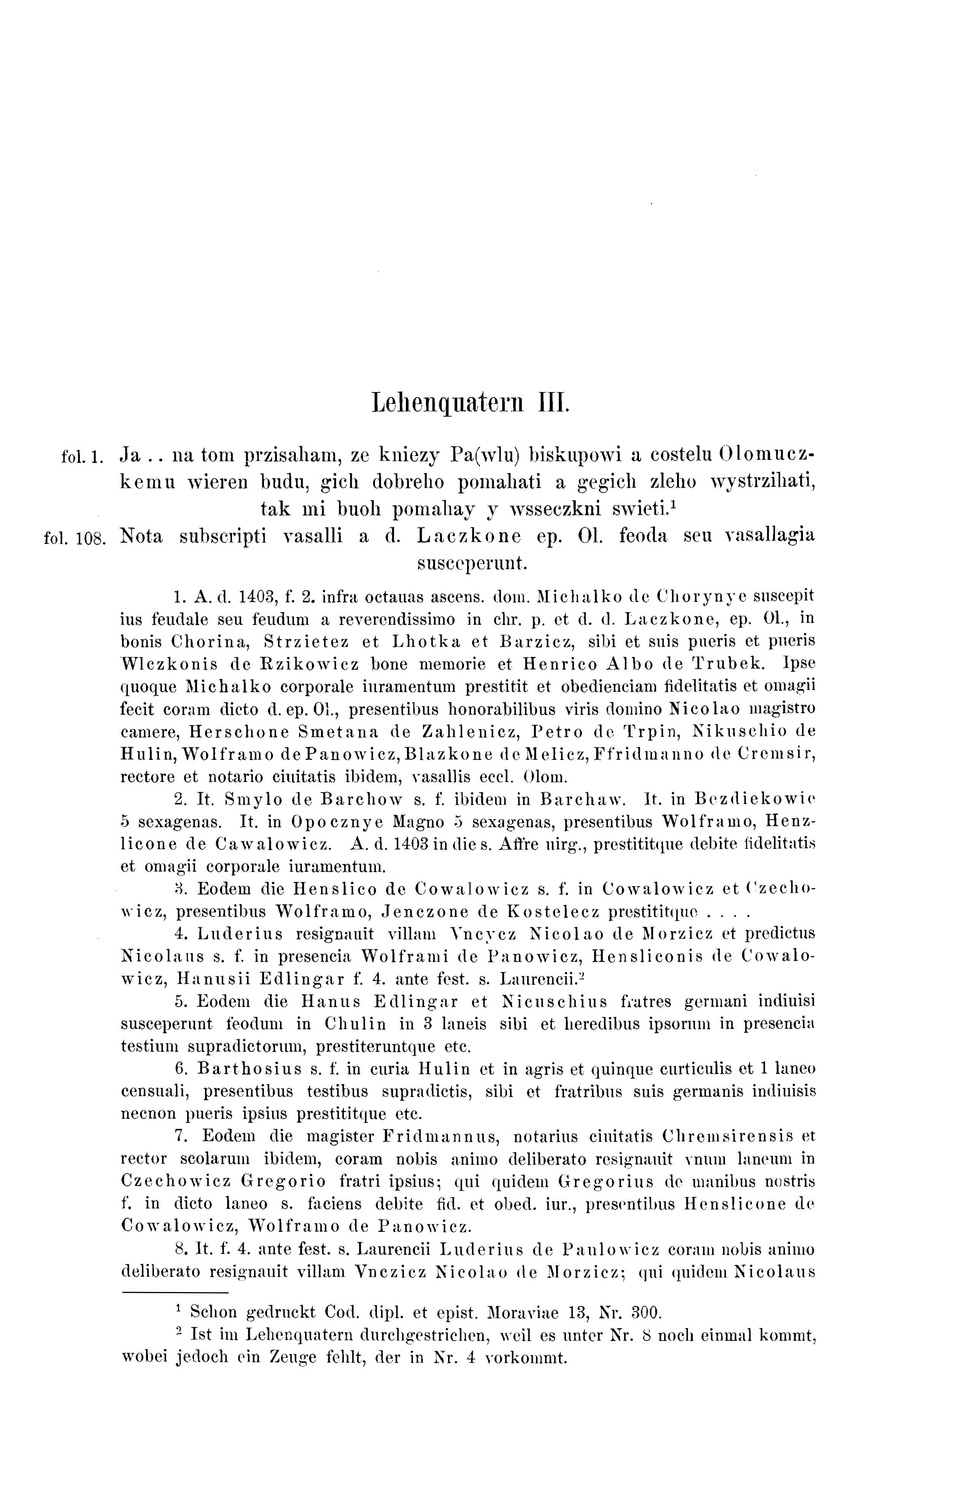 Lehenquatern III.
fol. 1. Ja . . na tom przisaham, ze kniezy Pa(wlu) biskupowi a costelu Olomucz-
kemu wieren budu, gich dobreho pomahati a gegich zleho wystrzihati,
tak mi buoh pomahay y wsseczkni swieti.¹
fol. 108. Nota subscripti vasalli a d. Laczkone ep. Ol. feoda seu vasallagia
susceperunt.
1. A. d. 1403, f. 2. infra octauas ascens. dom. Michalko de Chorynye suscepit
ius feudale seu feudum a reverendissimo in chr. p. et d. d. Laczkone, ep. Ol., in
bonis Chorina, Strzietez et Lhotka et Barzicz, sibi et suis pueris et pueris
Wlczkonis de Rzikowicz bone memorie et Henrico Albo de Trubek. Ipse
quoque Michalko corporale iuramentum prestitit et obedienciam fidelitatis et omagii
fecit coram dicto d. ep. Ol., presentibus honorabilibus viris domino Nicolao magistro
camere, Herschone Smetana de Zahlenicz, Petro de Trpin, Nikuschio de
Hulin, Wolframo de Panowicz, Blazkone de Melicz, Ffridmanno de Cremsir,
rectore et notario ciuitatis ibidem, vasallis eccl. Olom.
2. It. Smylo de Barchow s. f. ibidem in Barchaw. It. in Bezdiekowie
5 sexagenas. It. in Opocznye Magno 5 sexagenas, presentibus Wolframo, Henz-
licone de Cawalowicz. A. d. 1403 in die s. Affre uirg., prestititque debite fidelitatis
et omagii corporale iuramentum.
3. Eodem die Henslico de Cowalowicz s. f. in Cowalowicz et Czecho-
wicz, presentibus Wolframo, Jenczone de Kostelecz prestititque . . . .
4. Luderius resignauit villam Vncycz Nicolao de Morzicz et predictus
Nicolaus s. f. in presencia Wolframi de Panowicz, Hensliconis de Cowalo-
wicz, Hanusii Edlingar f. 4. ante fest. s. Laurencii.²
5. Eodem die Hanus Edlingar et Nicuschius fratres germani indiuisi
susceperunt feodum in Chulin in 3 laneis sibi et heredibus ipsorum in presencia
testium supradictorum, prestiteruntque etc.
6. Barthosius s. f. in curia Hulin et in agris et quinque curticulis et 1 laneo
censuali, presentibus testibus supradictis, sibi et fratribus suis germanis indiuisis
necnon pueris ipsius prestititque etc.
7. Eodem die magister Fridmannus, notarius ciuitatis Chremsirensis et
rector scolarum ibidem, coram nobis animo deliberato resignauit vnum laneum in
Czechowicz Gregorio fratri ipsius; qui quidem Gregorius de manibus nostris
f. in dicto laneo s. faciens debite fid. et obed. iur., presentibus Henslicone de
Cowalowicz, Wolframo de Panowicz.
8. It. f. 4. ante fest. s. Laurencii Luderius de Paulowicz coram nobis animo
deliberato resignauit villam Vnczicz Nicolao de Morzicz; qui quidem Nicolaus
¹ Schon gedruckt Cod. dipl. et epist. Moraviae 13, Nr. 300.
² Ist im Lehenquatern durchgestrichen, weil es unter Nr. 8 noch einmal kommt,
wobei jedoch ein Zeuge fehlt, der in Nr. 4 vorkommt.